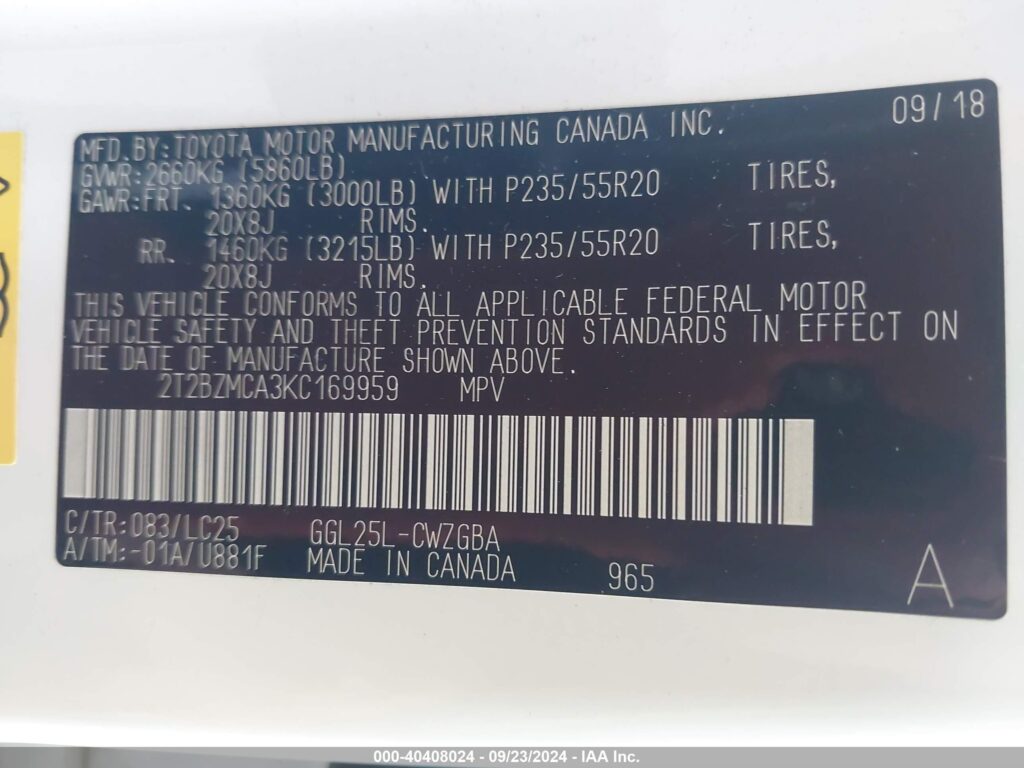 09/18
MFD. BY: TOYOTA MOTOR MANUFACTURING CANADA INC.
GVWR: 2660KG (5860LB)
GAWR: FRT. 1360KG (3000LB) WITH P235/55R20 TIRES,
20X8J RIMS.
RR. 1460KG (3215LB) WITH P235/55R20 TIRES,
20X8J RIMS.
THIS VEHICLE CONFORMS TO ALL APPLICABLE FEDERAL MOTOR
VEHICLE SAFETY AND THEFT PREVENTION STANDARDS IN EFFECT ON
THE DATE OF MANUFACTURE SHOWN ABOVE.
2T2BZMCA3KC169959 MPV
C/TR: 083/LC25 GGL25L-CWZGBA
A/TM: -01A/U881F MADE IN CANADA 965 A
000-40408024 - 09/23/2024 - IAA Inc.